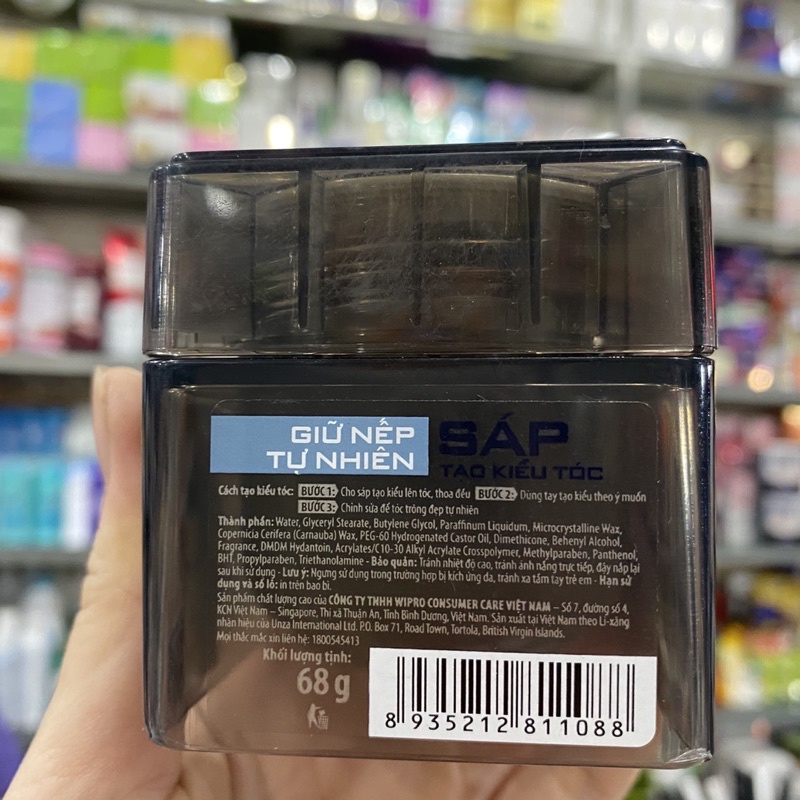 GIỮ NẾP
TỰ NHIÊN
SÁP
TẠO KIỂU TÓC
Cách tạo kiểu tóc: BƯỚC 1: Cho sáp tạo kiểu lên tóc, thoa đều BƯỚC 2: Dùng tay tạo kiểu theo ý muốn
BƯỚC 3: Chỉnh sửa để tóc trông đẹp tự nhiên
Thành phần: Water, Glyceryl Stearate, Butylene Glycol, Paraffinum Liquidum, Microcrystalline Wax,
Copernicia Cerifera (Carnauba) Wax, PEG-60 Hydrogenated Castor Oil, Dimethicone, Behenyl Alcohol,
Fragrance, DMDM Hydantoin, Acrylates/C10-30 Alkyl Acrylate Crosspolymer, Methylparaben, Panthenol,
BHT, Propylparaben, Triethanolamine - Bảo quản: Tránh nhiệt độ cao, tránh ánh nắng trực tiếp, đậy nắp lại
sau khi sử dụng - Lưu ý: Ngưng sử dụng trong trường hợp bị kích ứng da, tránh xa tầm tay trẻ em - Hạn sử
dụng và số lô: in trên bao bì.
Sản phẩm chất lượng cao của CÔNG TY TNHH WIPRO CONSUMER CARE VIỆT NAM – Số 7, đường số 4,
KCN Việt Nam – Singapore, Thị xã Thuận An, Tỉnh Bình Dương, Việt Nam. Sản xuất tại Việt Nam theo Li-xăng
nhãn hiệu của Unza International Ltd. P.O. Box 71, Road Town, Tortola, British Virgin Islands.
Mọi thắc mắc xin liên hệ: 1800545413
Khối lượng tịnh:
68 g
8 935212 811088